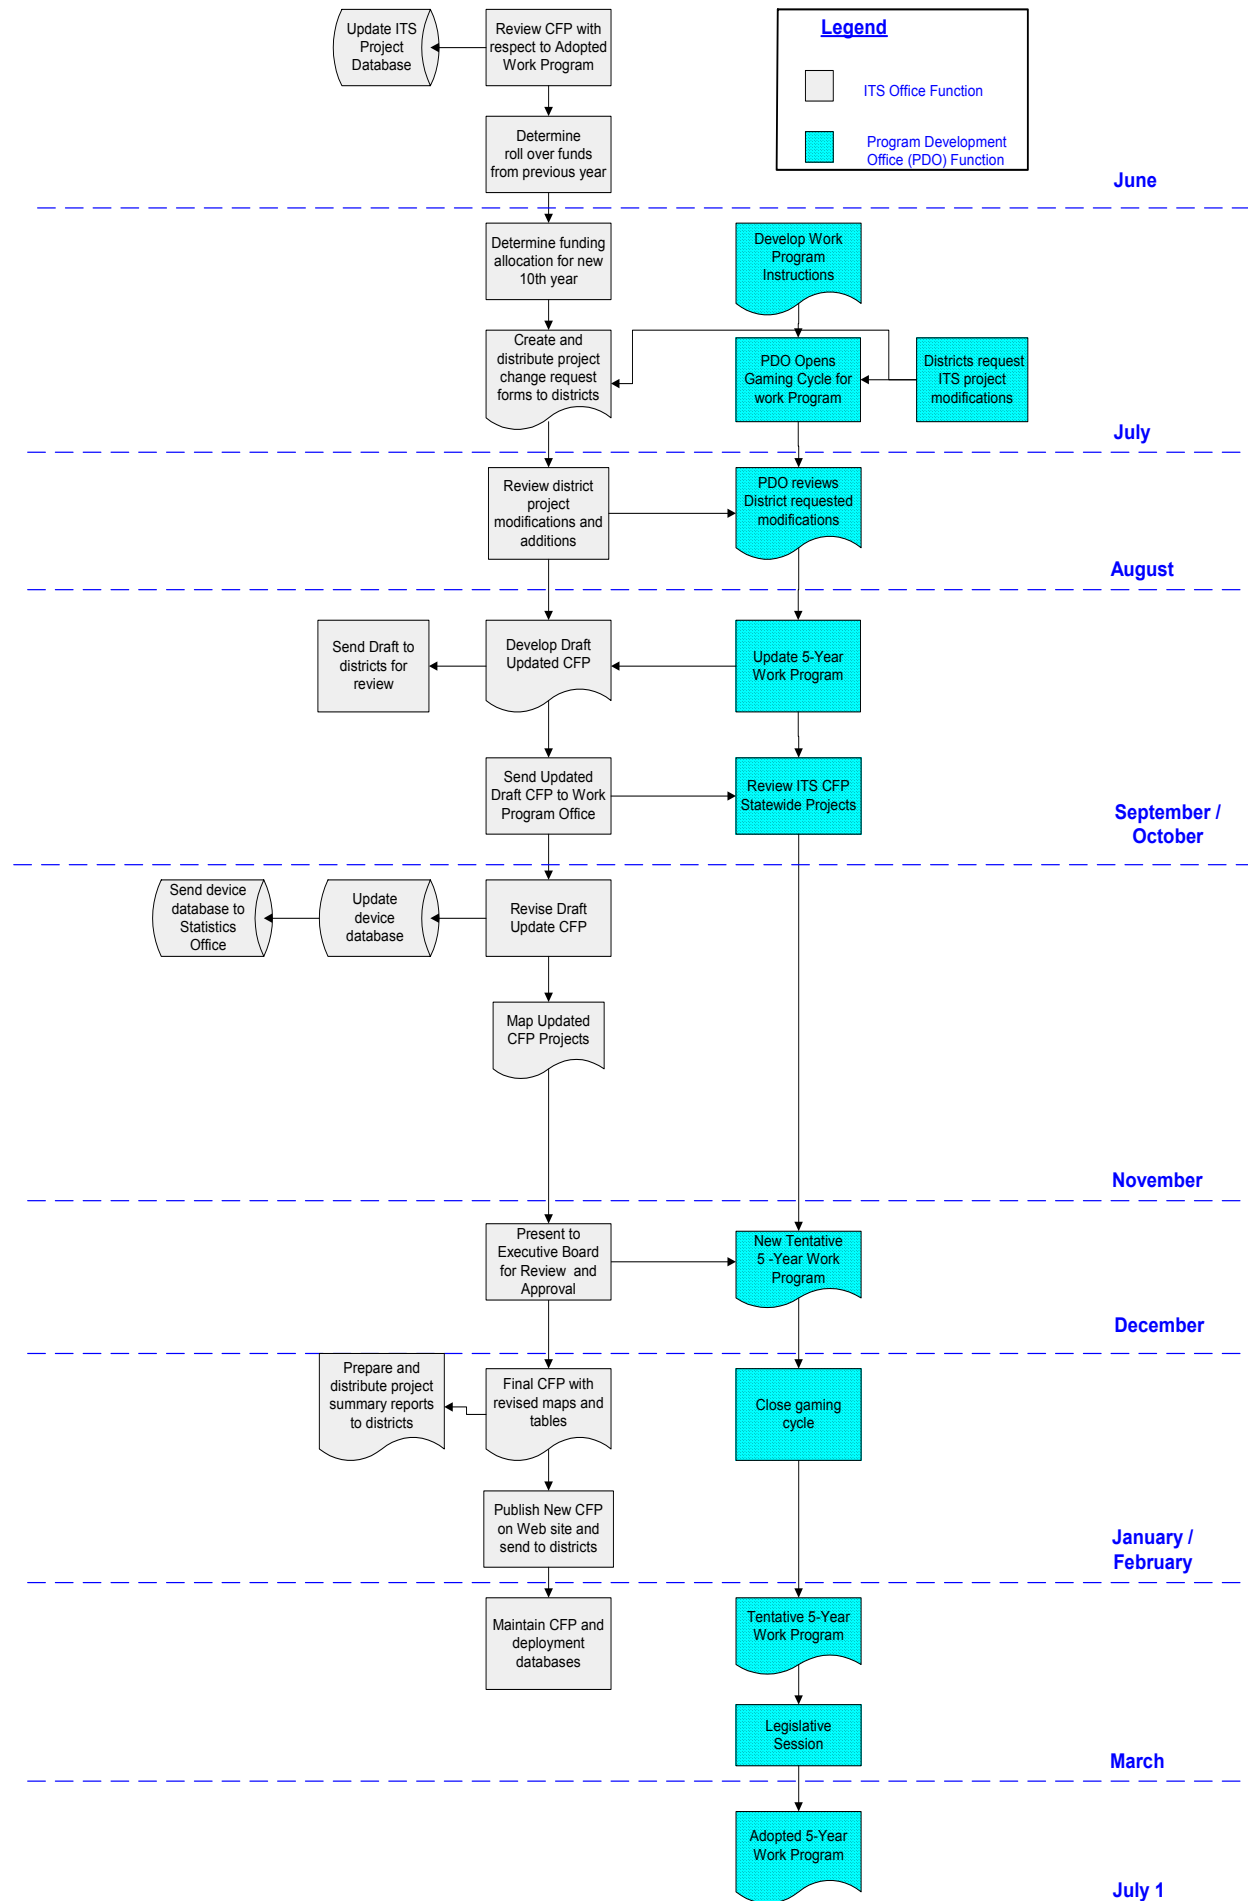 Update ITS
Project
Database
Review CFP with
respect to Adopted
Work Program
Legend
ITS Office Function
Program Development
Office (PDO) Function
Determine
roll over funds
from previous year
June
Determine funding
allocation for new
10th year
Develop Work
Program
Instructions
Create and
distribute project
change request
forms to districts
PDO Opens
Gaming Cycle for
work Program
Districts request
ITS project
modifications
July
Review district
project
modifications and
additions
PDO reviews
District requested
modifications
August
Send Draft to
districts for
review
Develop Draft
Updated CFP
Update 5-Year
Work Program
Send Updated
Draft CFP to Work
Program Office
Review ITS CFP
Statewide Projects
September /
October
Send device
database to
Statistics
Office
Update
device
database
Revise Draft
Update CFP
Map Updated
CFP Projects
November
Present to
Executive Board
for Review and
Approval
New Tentative
5 -Year Work
Program
December
Prepare and
distribute project
summary reports
to districts
Final CFP with
revised maps and
tables
Close gaming
cycle
Publish New CFP
on Web site and
send to districts
January /
February
Maintain CFP and
deployment
databases
Tentative 5-Year
Work Program
Legislative
Session
March
Adopted 5-Year
Work Program
July 1